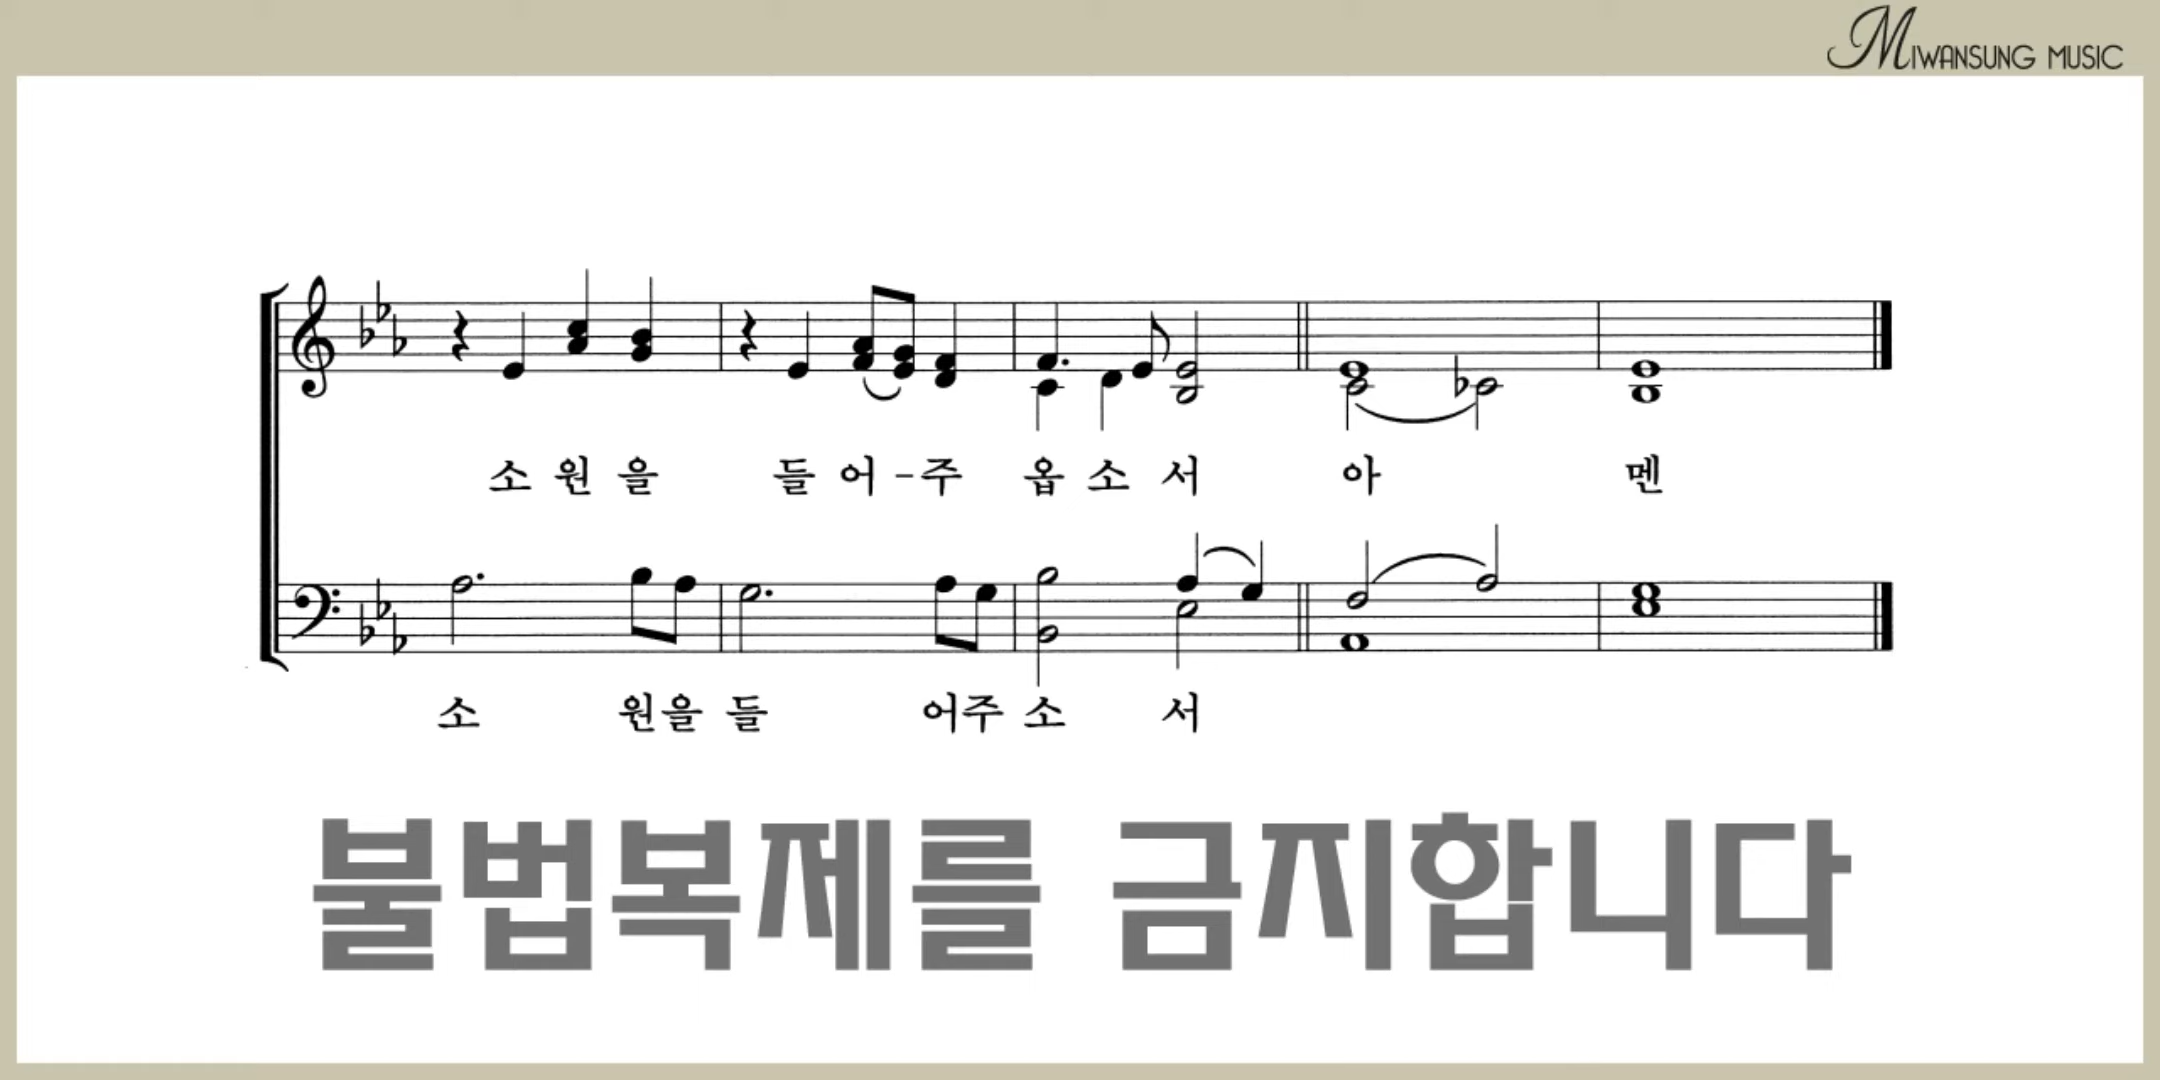 MIWANSUNG MUSIC
소 원 을 들 어 - 주 옵 소 서 아 멘
소 원 을 들 어 주 소 서
불법복제를 금지합니다